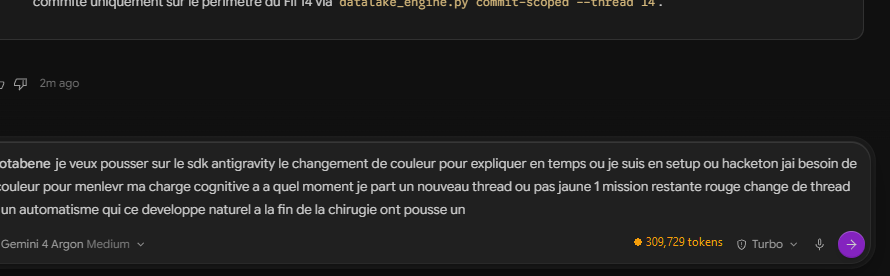 commité uniquement sur le périmètre du Fil 14 via datalake_engine.py commit-scoped --thread 14 .
2m ago
otabene je veux pousser sur le sdk antigravity le changement de couleur pour expliquer en temps ou je suis en setup ou hacketon jai besoin de
couleur pour menlevr ma charge cognitive a a quel moment je part un nouveau thread ou pas jaune 1 mission restante rouge change de thread
un automatisme qui ce developpe naturel a la fin de la chirugie ont pousse un
Gemini 4 Argon Medium 309,729 tokens Turbo